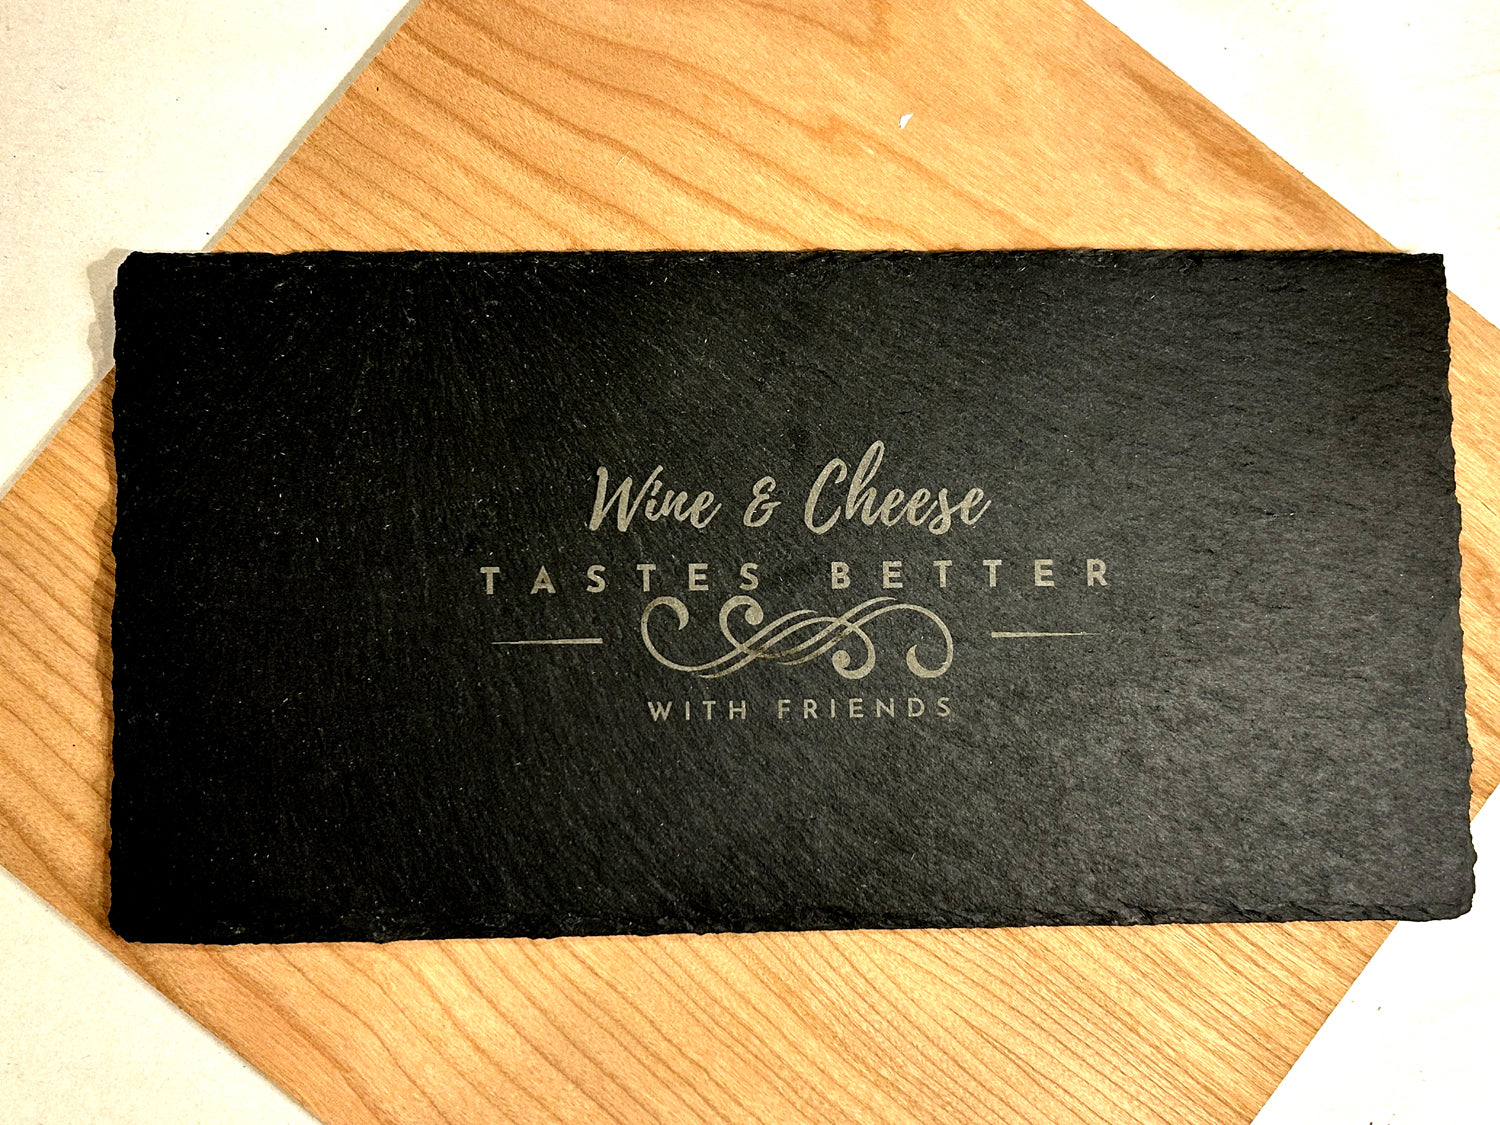 Wine & Cheese
TASTES BETTER
WITH FRIENDS